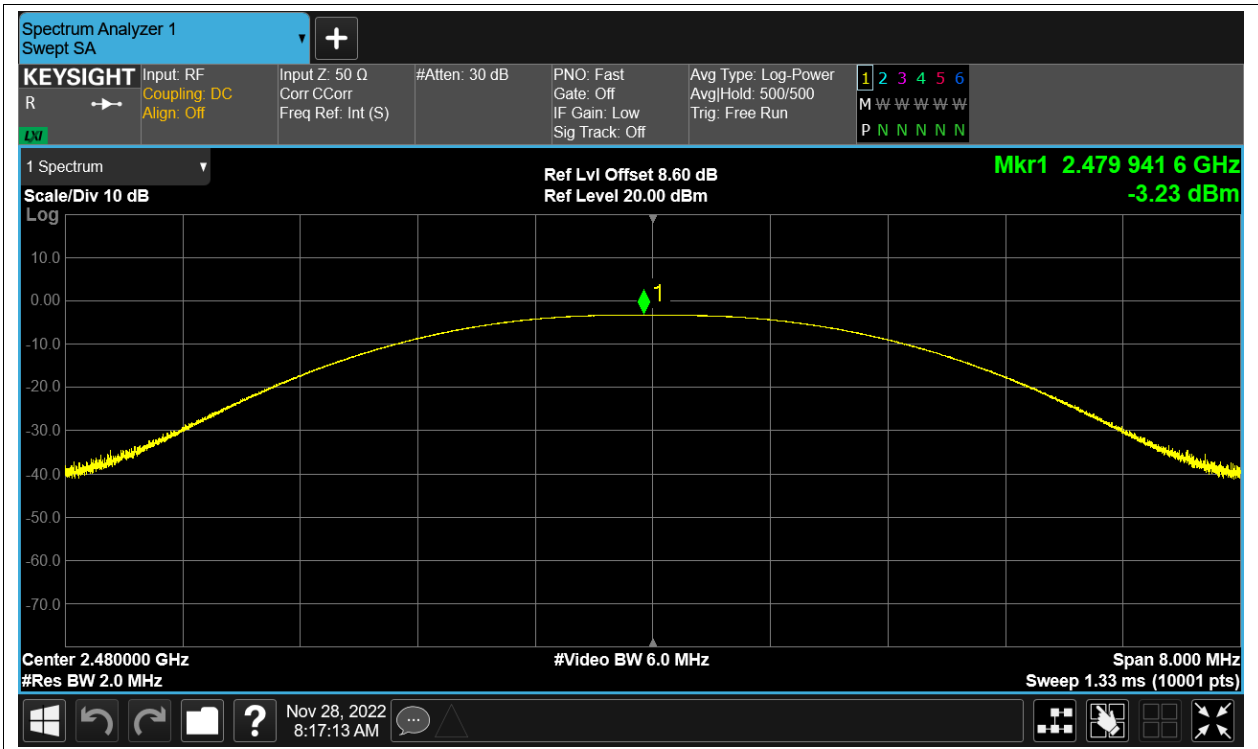 Spectrum Analyzer 1
Swept SA
+
KEYSIGHT
R
LXI
Input: RF
Coupling: DC
Align: Off
Input Z: 50 Ω
Corr CCorr
Freq Ref: Int (S)
#Atten: 30 dB
PNO: Fast
Gate: Off
IF Gain: Low
Sig Track: Off
Avg Type: Log-Power
Avg|Hold: 500/500
Trig: Free Run
1 2 3 4 5 6
M W W W W W
P N N N N N
1 Spectrum
Scale/Div 10 dB
Log
Ref Lvl Offset 8.60 dB
Ref Level 20.00 dBm
Mkr1 2.479 941 6 GHz
-3.23 dBm
10.0
0.00
-10.0
-20.0
-30.0
-40.0
-50.0
-60.0
-70.0
1
Center 2.480000 GHz
#Res BW 2.0 MHz
#Video BW 6.0 MHz
Span 8.000 MHz
Sweep 1.33 ms (10001 pts)
?
Nov 28, 2022
8:17:13 AM